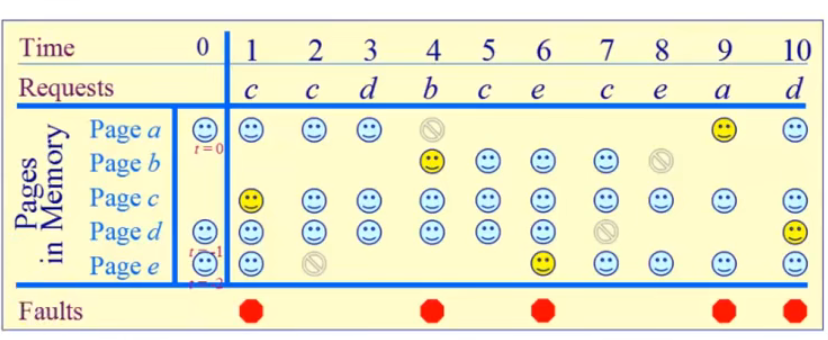 Time 0 1 2 3 4 5 6 7 8 9 10
Requests c c d b c e c e a d
Pages in Memory
Page a
t = 0
Page b
Page c
Page d
t = -1
Page e
t = -2
Faults